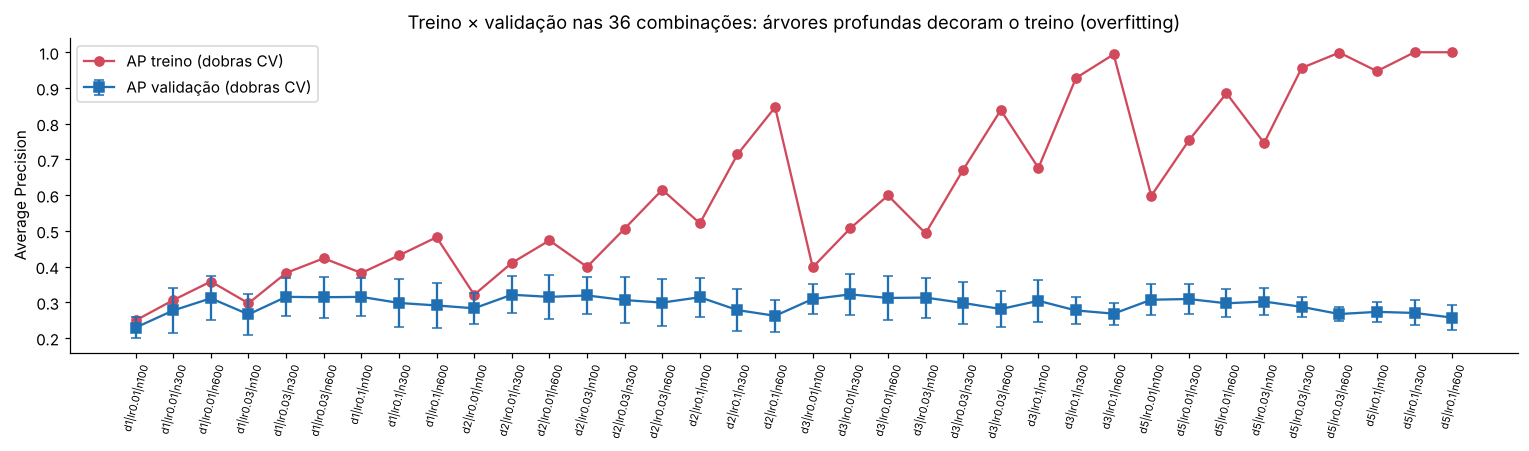 Treino × validação nas 36 combinações: árvores profundas decoram o treino (overfitting)
AP treino (dobras CV)
AP validação (dobras CV)
Average Precision
1.0
0.9
0.8
0.7
0.6
0.5
0.4
0.3
0.2
d1|lr0.01|n100
d1|lr0.01|n300
d1|lr0.01|n600
d1|lr0.03|n100
d1|lr0.03|n300
d1|lr0.03|n600
d1|lr0.1|n100
d1|lr0.1|n300
d1|lr0.1|n600
d2|lr0.01|n100
d2|lr0.01|n300
d2|lr0.01|n600
d2|lr0.03|n100
d2|lr0.03|n300
d2|lr0.03|n600
d2|lr0.1|n100
d2|lr0.1|n300
d2|lr0.1|n600
d3|lr0.01|n100
d3|lr0.01|n300
d3|lr0.01|n600
d3|lr0.03|n100
d3|lr0.03|n300
d3|lr0.03|n600
d3|lr0.1|n100
d3|lr0.1|n300
d3|lr0.1|n600
d5|lr0.01|n100
d5|lr0.01|n300
d5|lr0.01|n600
d5|lr0.03|n100
d5|lr0.03|n300
d5|lr0.03|n600
d5|lr0.1|n100
d5|lr0.1|n300
d5|lr0.1|n600